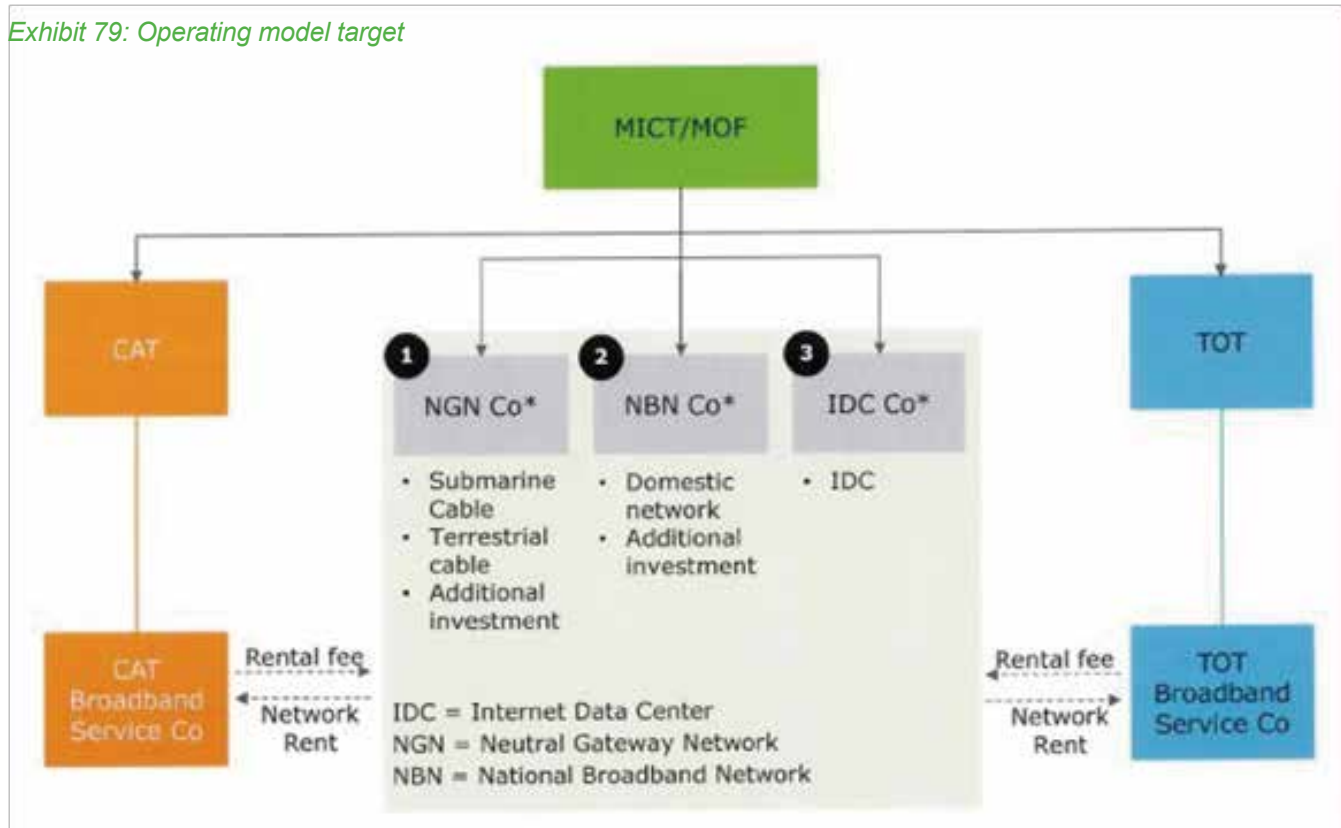 Exhibit 79: Operating model target
MICT/MOF
CAT
TOT
1
2
3
NGN Co*
NBN Co*
IDC Co*
• Submarine
Cable
• Terrestrial
cable
• Additional
investment
• Domestic
network
• Additional
investment
• IDC
CAT
Broadband
Service Co
Rental fee
Network
Rent
Rental fee
Network
Rent
TOT
Broadband
Service Co
IDC = Internet Data Center
NGN = Neutral Gateway Network
NBN = National Broadband Network